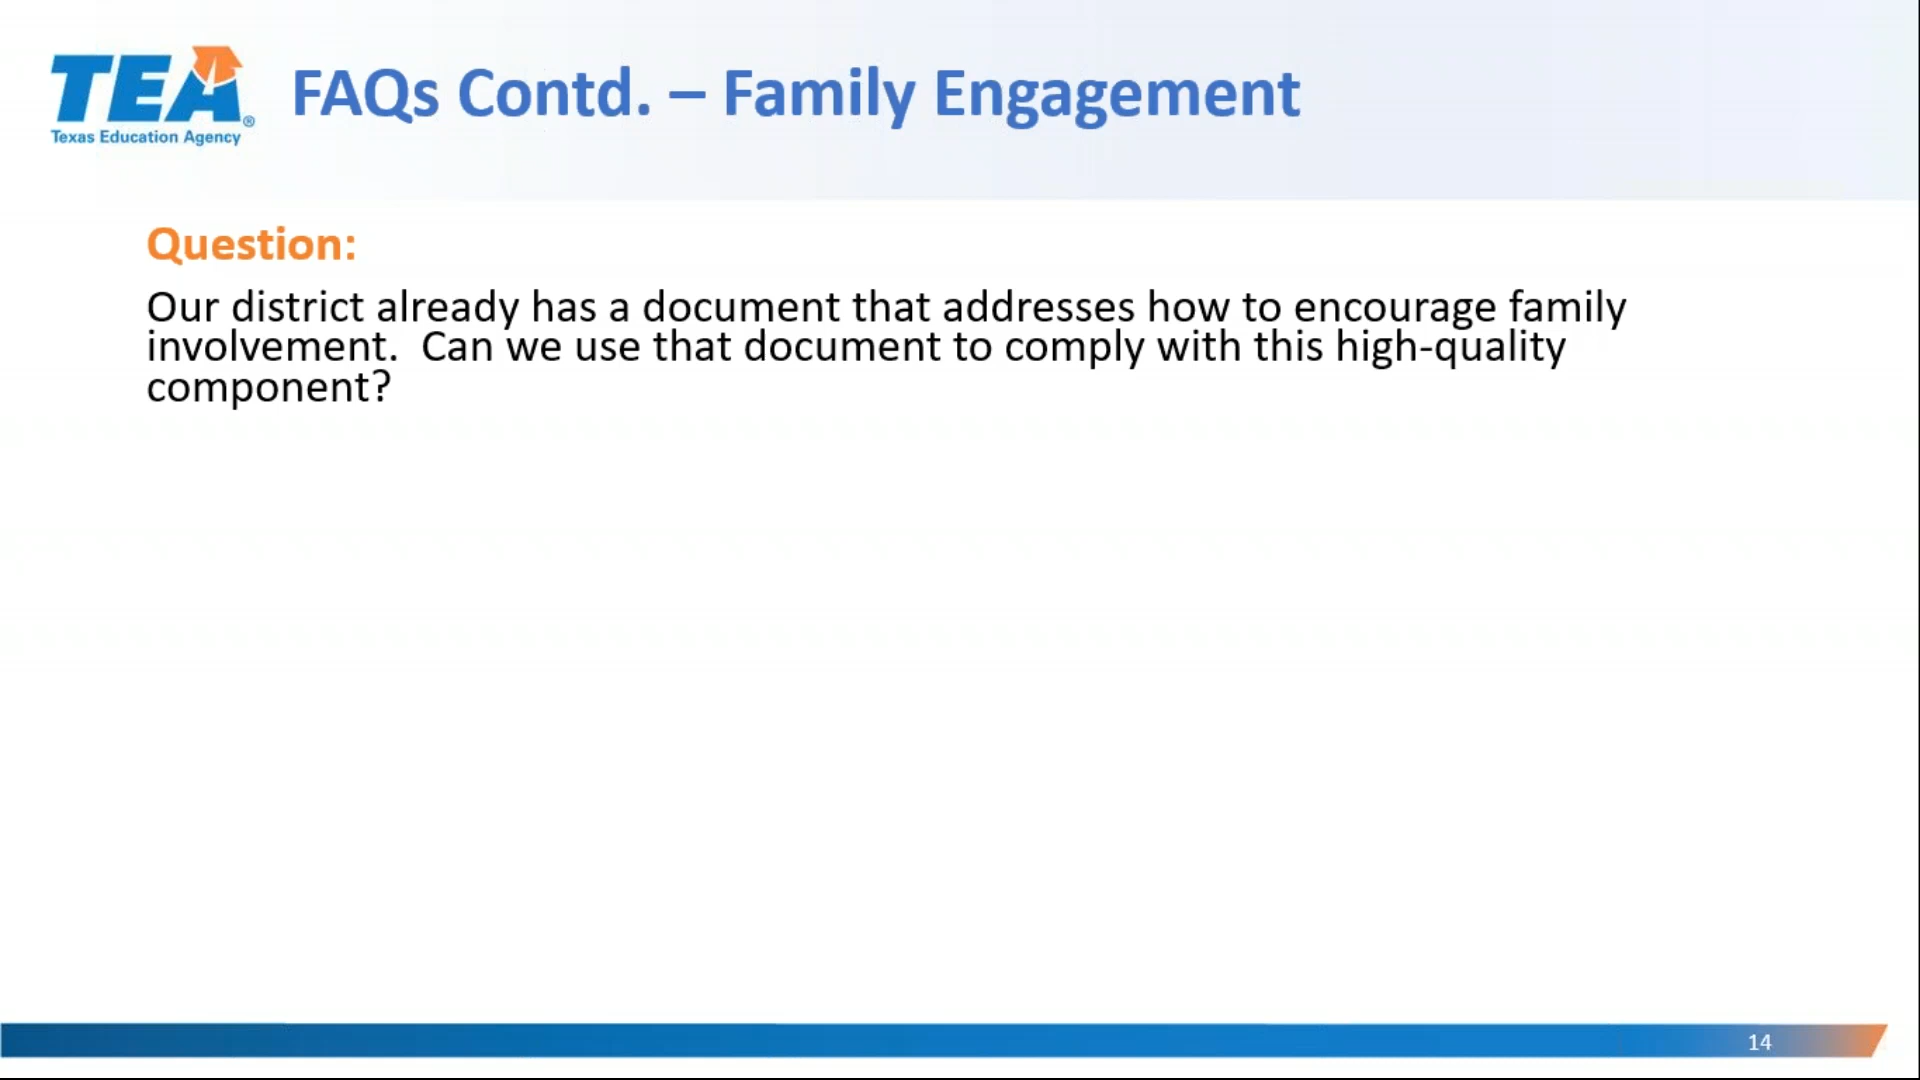 TEA®
Texas Education Agency
FAQs Contd. – Family Engagement
Question:
Our district already has a document that addresses how to encourage family
involvement.  Can we use that document to comply with this high-quality
component?
14